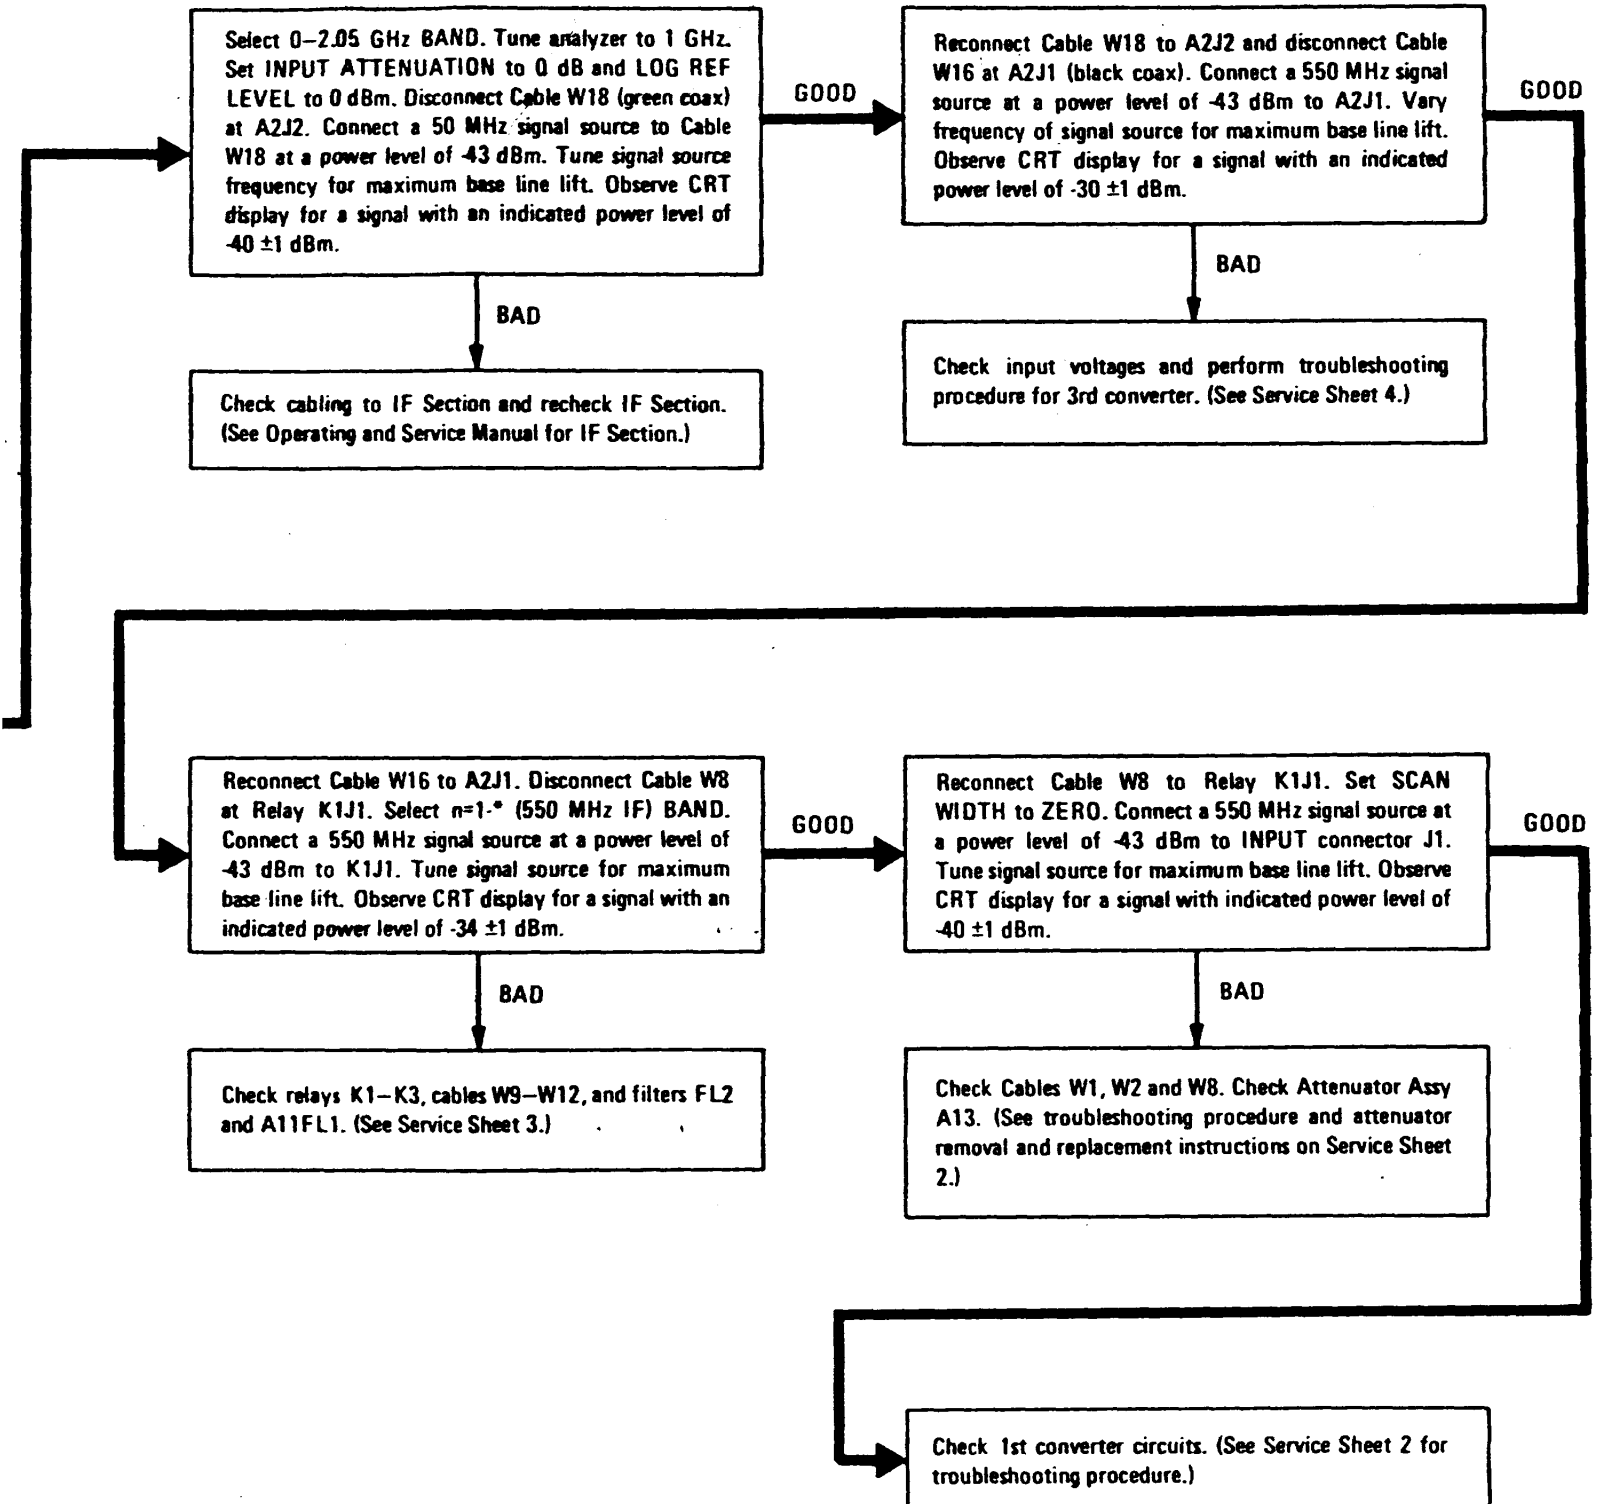 Select 0–2.05 GHz BAND. Tune analyzer to 1 GHz.
Set INPUT ATTENUATION to 0 dB and LOG REF
LEVEL to 0 dBm. Disconnect Cable W18 (green coax)
at A2J2. Connect a 50 MHz signal source to Cable
W18 at a power level of -43 dBm. Tune signal source
frequency for maximum base line lift. Observe CRT
display for a signal with an indicated power level of
-40 ±1 dBm.
GOOD
BAD
Check cabling to IF Section and recheck IF Section.
(See Operating and Service Manual for IF Section.)
Reconnect Cable W18 to A2J2 and disconnect Cable
W16 at A2J1 (black coax). Connect a 550 MHz signal
source at a power level of -43 dBm to A2J1. Vary
frequency of signal source for maximum base line lift.
Observe CRT display for a signal with an indicated
power level of -30 ±1 dBm.
GOOD
BAD
Check input voltages and perform troubleshooting
procedure for 3rd converter. (See Service Sheet 4.)
Reconnect Cable W16 to A2J1. Disconnect Cable W8
at Relay K1J1. Select n=1-* (550 MHz IF) BAND.
Connect a 550 MHz signal source at a power level of
-43 dBm to K1J1. Tune signal source for maximum
base line lift. Observe CRT display for a signal with an
indicated power level of -34 ±1 dBm.
GOOD
BAD
Check relays K1–K3, cables W9–W12, and filters FL2
and A11FL1. (See Service Sheet 3.)
Reconnect Cable W8 to Relay K1J1. Set SCAN
WIDTH to ZERO. Connect a 550 MHz signal source at
a power level of -43 dBm to INPUT connector J1.
Tune signal source for maximum base line lift. Observe
CRT display for a signal with indicated power level of
-40 ±1 dBm.
GOOD
BAD
Check Cables W1, W2 and W8. Check Attenuator Assy
A13. (See troubleshooting procedure and attenuator
removal and replacement instructions on Service Sheet
2.)
Check 1st converter circuits. (See Service Sheet 2 for
troubleshooting procedure.)